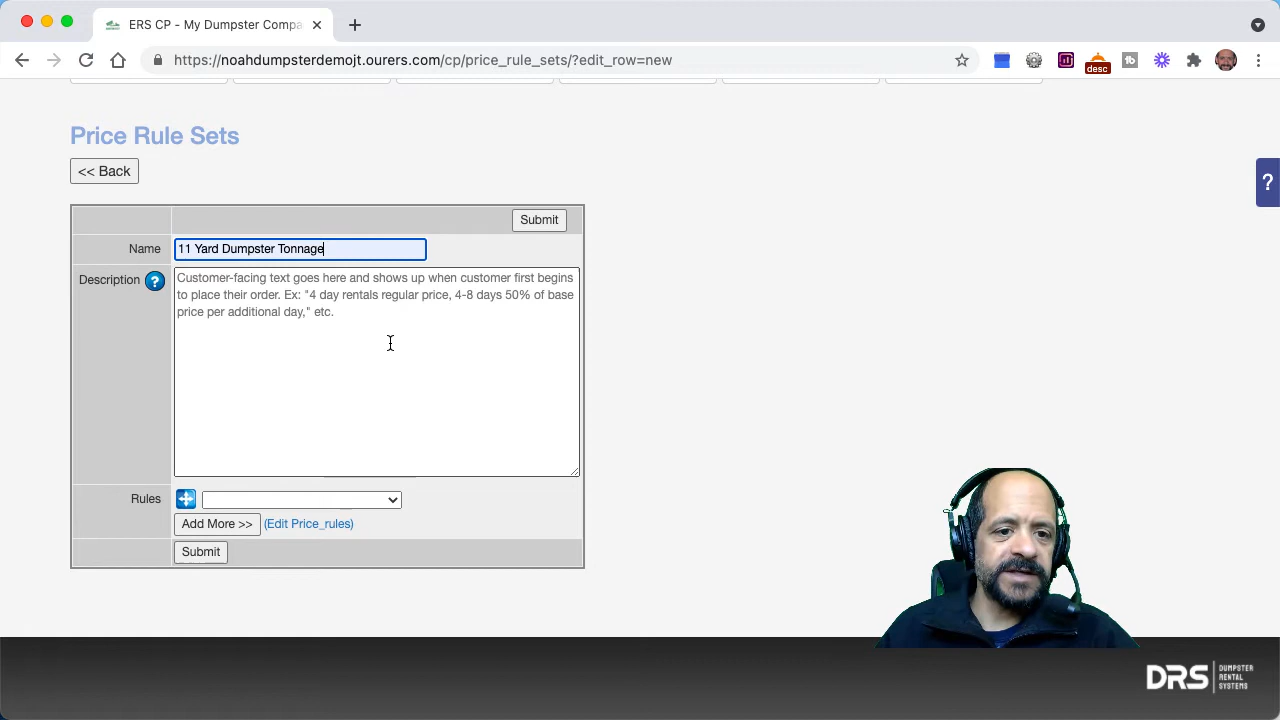 ERS CP - My Dumpster Compa
https://noahdumpsterdemojt.ourers.com/cp/price_rule_sets/?edit_row=new
desc
Price Rule Sets
<< Back
?
Submit
Name
11 Yard Dumpster Tonnage
Description
?
Customer-facing text goes here and shows up when customer first begins
to place their order. Ex: "4 day rentals regular price, 4-8 days 50% of base
price per additional day," etc.
Rules
Add More >> (Edit Price_rules)
Submit
DRS
DUMPSTER
RENTAL
SYSTEMS